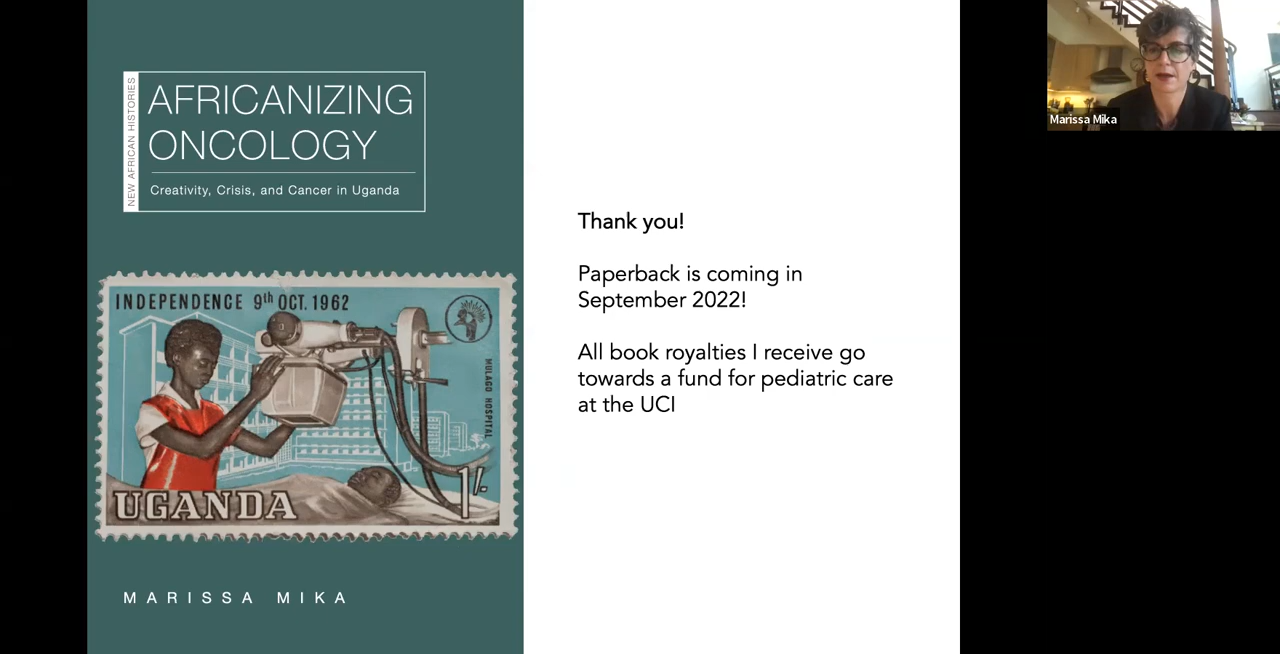 NEW AFRICAN HISTORIES
AFRICANIZING
ONCOLOGY
Creativity, Crisis, and Cancer in Uganda
INDEPENDENCE 9th OCT. 1962
MULAGO HOSPITAL
UGANDA
1/-
MARISSA MIKA
Thank you!
Paperback is coming in
September 2022!
All book royalties I receive go
towards a fund for pediatric care
at the UCI
Marissa Mika